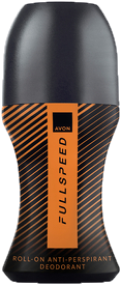 AVON
FULLSPEED
ROLL-ON ANTI-PERSPIRANT
DEODORANT